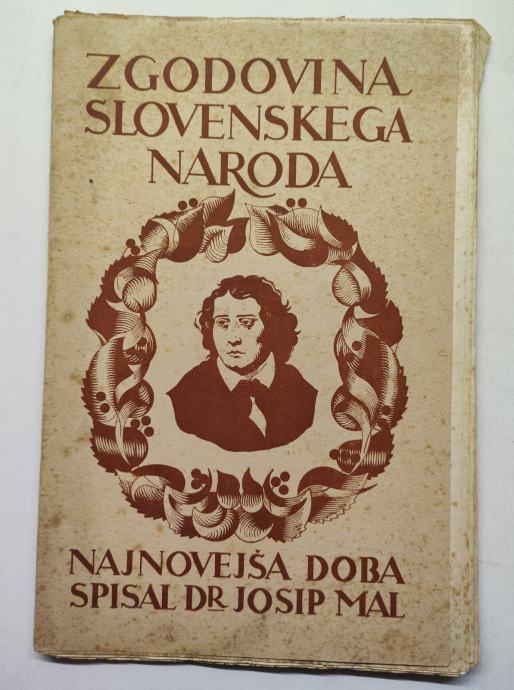 ZGODOVINA
SLOVENSKEGA
NARODA
NAJNOVEJŠA DOBA
SPISAL DR JOSIP MAL